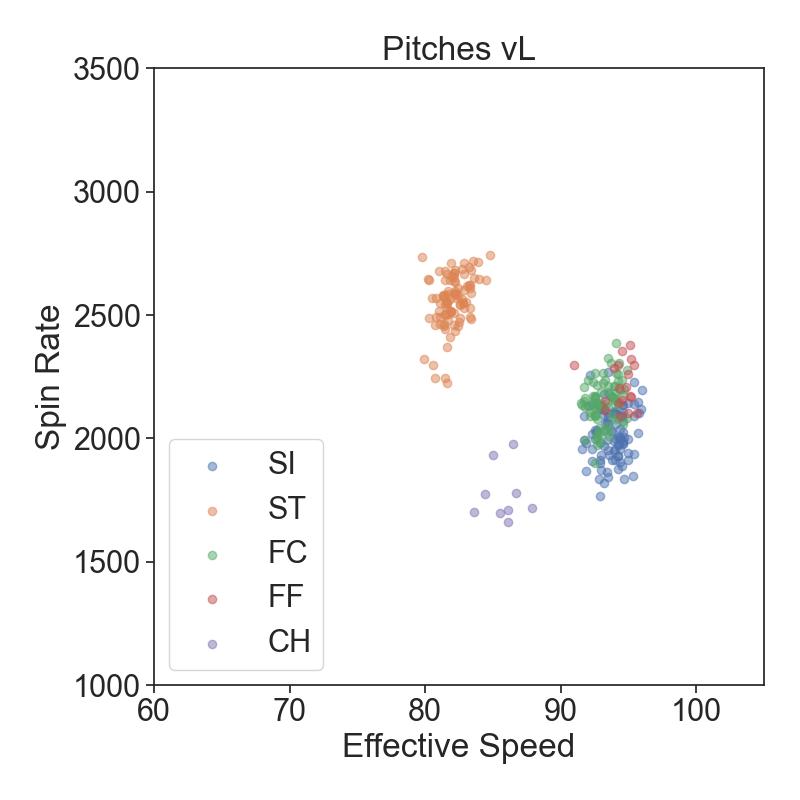 Pitches vL
3500
3000
2500
2000
1500
1000
Spin Rate
SI
ST
FC
FF
CH
60 70 80 90 100
Effective Speed